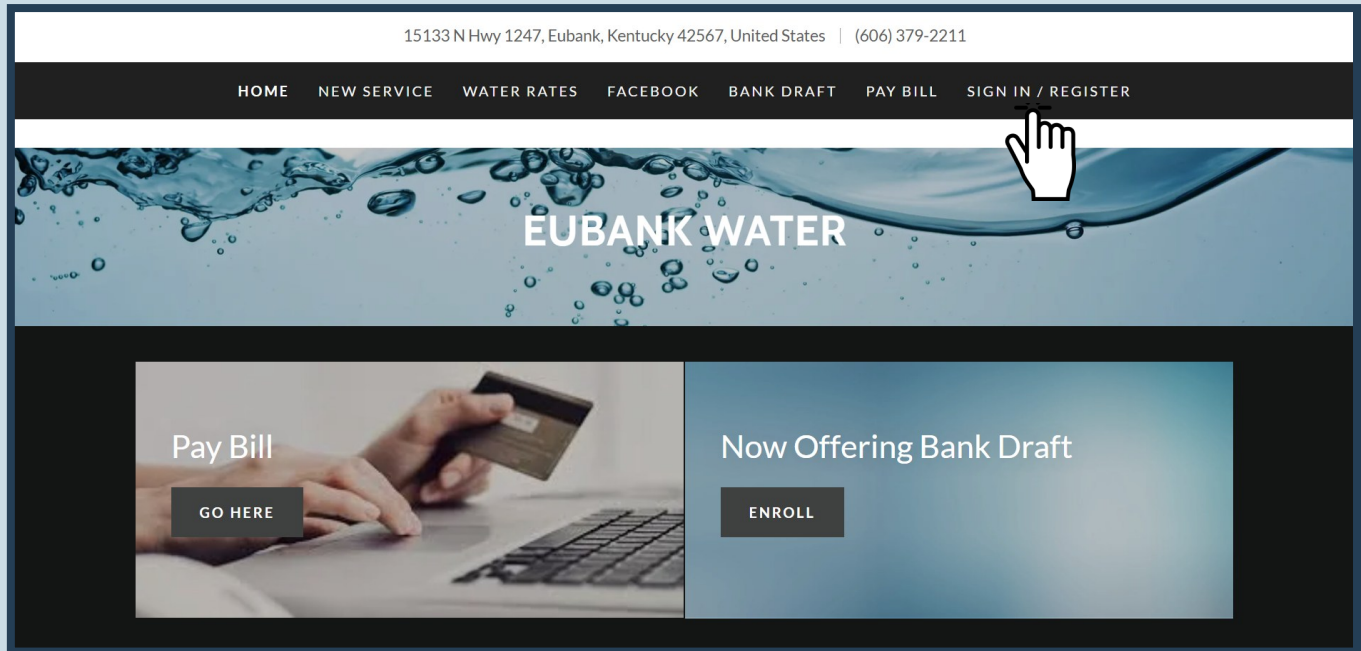 15133 N Hwy 1247, Eubank, Kentucky 42567, United States | (606) 379-2211
HOME NEW SERVICE WATER RATES FACEBOOK BANK DRAFT PAY BILL SIGN IN / REGISTER
EUBANK WATER
Pay Bill
GO HERE
Now Offering Bank Draft
ENROLL